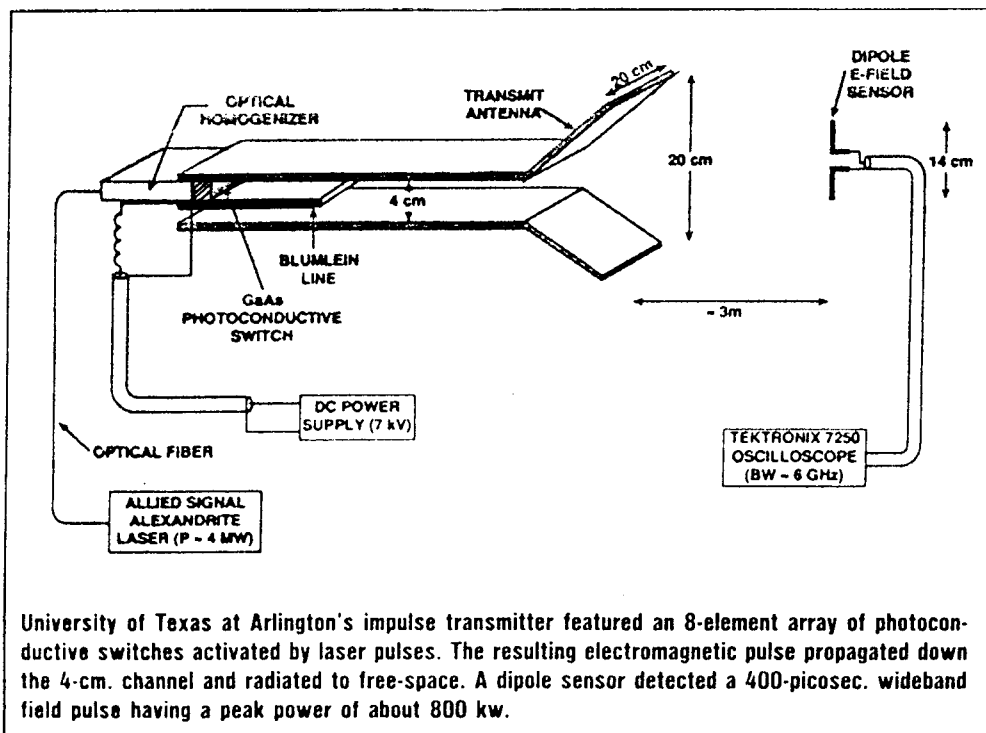 OPTICAL
HOMOGENIZER
TRANSMIT
ANTENNA
20 cm
DIPOLE
E-FIELD
SENSOR
20 cm
14 cm
4 cm
BLUMLEIN
LINE
GaAs
PHOTOCONDUCTIVE
SWITCH
~ 3m
DC POWER
SUPPLY (7 kV)
OPTICAL FIBER
TEKTRONIX 7250
OSCILLOSCOPE
(BW ~ 6 GHz)
ALLIED SIGNAL
ALEXANDRITE
LASER (P ~ 4 MW)
University of Texas at Arlington's impulse transmitter featured an 8-element array of photocon-
ductive switches activated by laser pulses. The resulting electromagnetic pulse propagated down
the 4-cm. channel and radiated to free-space. A dipole sensor detected a 400-picosec. wideband
field pulse having a peak power of about 800 kw.